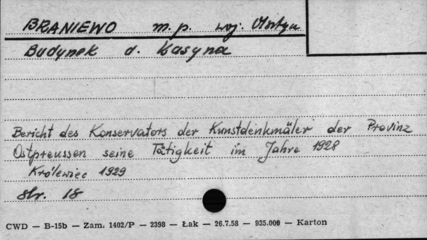 BRANIEWO m.p. woj. Olsztyn
Budynek d. Kasyna
Bericht des Konservators der Kunstdenkmäler der Provinz
Ostpreussen seine Tätigkeit im Jahre 1928
Królewiec 1929
str. 18
CWD — B-15b — Zam. 1402/P — 2398 — Łak — 26.7.58 — 925.000 — Karton